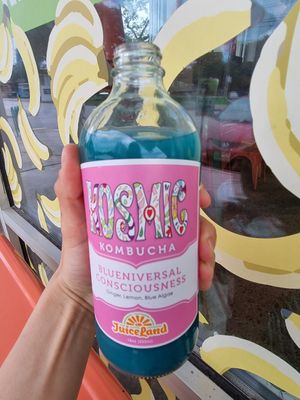 KOSMIC
KOMBUCHA
BLUENIVERSAL
CONSCIOUSNESS
Ginger, Lemon, Blue Algae
JuiceLand